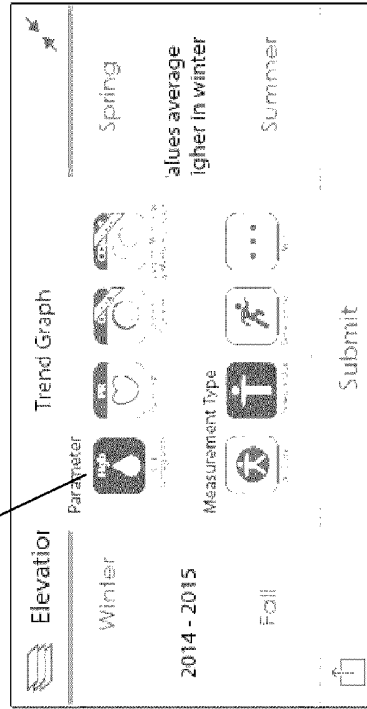 Elevation
Trend Graph
Parameter
Winter
Spring
2014 - 2015
alues average
igher in winter
Measurement Type
Fall
Summer
Submit